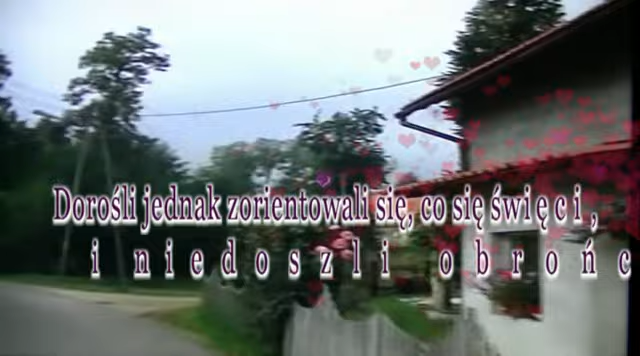 Dorośli jednak zorientowali się, co się święci,
i niedoszli obrońc